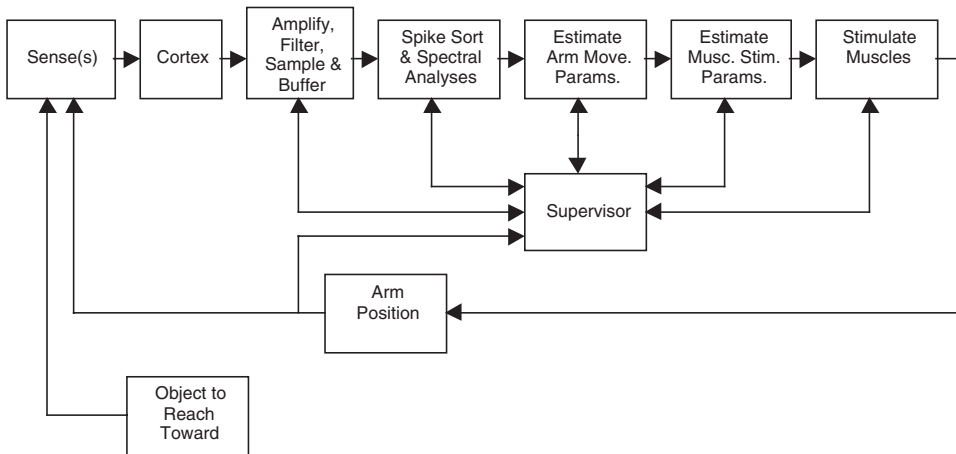 Sense(s)
Cortex
Amplify,
Filter,
Sample &
Buffer
Spike Sort
& Spectral
Analyses
Estimate
Arm Move.
Params.
Estimate
Musc. Stim.
Params.
Stimulate
Muscles
Supervisor
Arm
Position
Object to
Reach
Toward